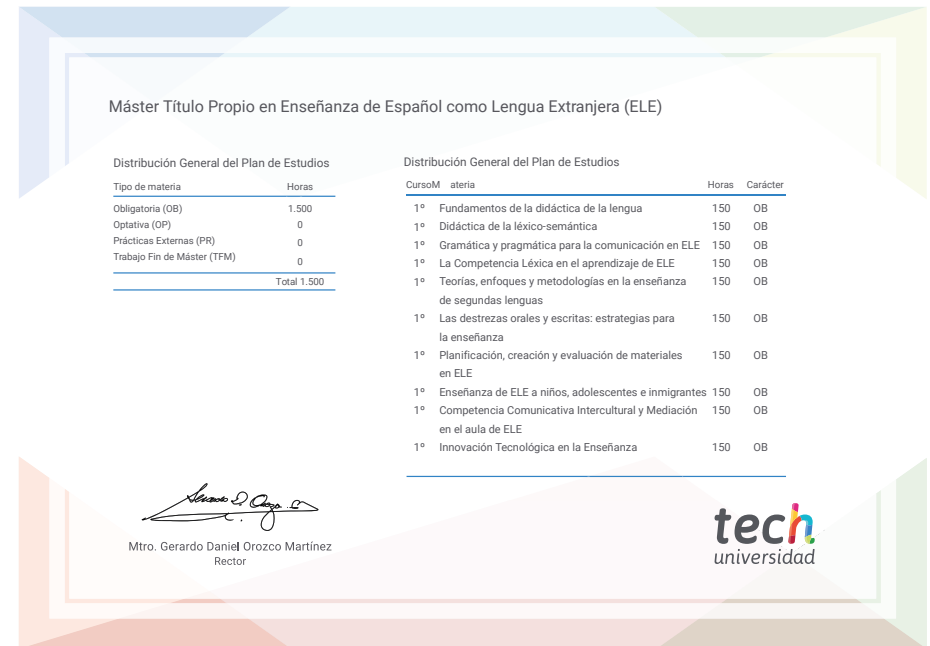 Máster Título Propio en Enseñanza de Español como Lengua Extranjera (ELE)
Distribución General del Plan de Estudios
Tipo de materia Horas
Obligatoria (OB) 1.500
Optativa (OP) 0
Prácticas Externas (PR) 0
Trabajo Fin de Máster (TFM) 0
Total 1.500
Distribución General del Plan de Estudios
CursoM ateria Horas Carácter
1º Fundamentos de la didáctica de la lengua 150 OB
1º Didáctica de la léxico-semántica 150 OB
1º Gramática y pragmática para la comunicación en ELE 150 OB
1º La Competencia Léxica en el aprendizaje de ELE 150 OB
1º Teorías, enfoques y metodologías en la enseñanza 150 OB
de segundas lenguas
1º Las destrezas orales y escritas: estrategias para 150 OB
la enseñanza
1º Planificación, creación y evaluación de materiales 150 OB
en ELE
1º Enseñanza de ELE a niños, adolescentes e inmigrantes 150 OB
1º Competencia Comunicativa Intercultural y Mediación 150 OB
en el aula de ELE
1º Innovación Tecnológica en la Enseñanza 150 OB
Mtro. Gerardo Daniel Orozco Martínez
Rector
tech
universidad